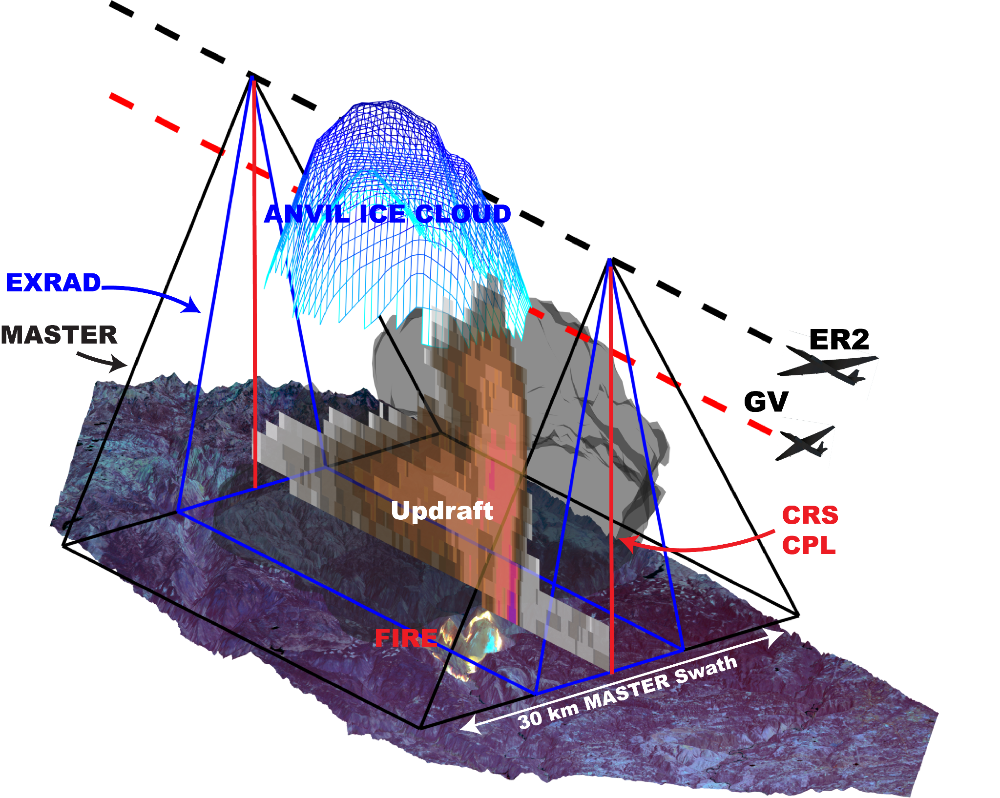 ANVIL ICE CLOUD
EXRAD
MASTER
ER2
GV
Updraft
CRS
CPL
FIRE
30 km MASTER Swath